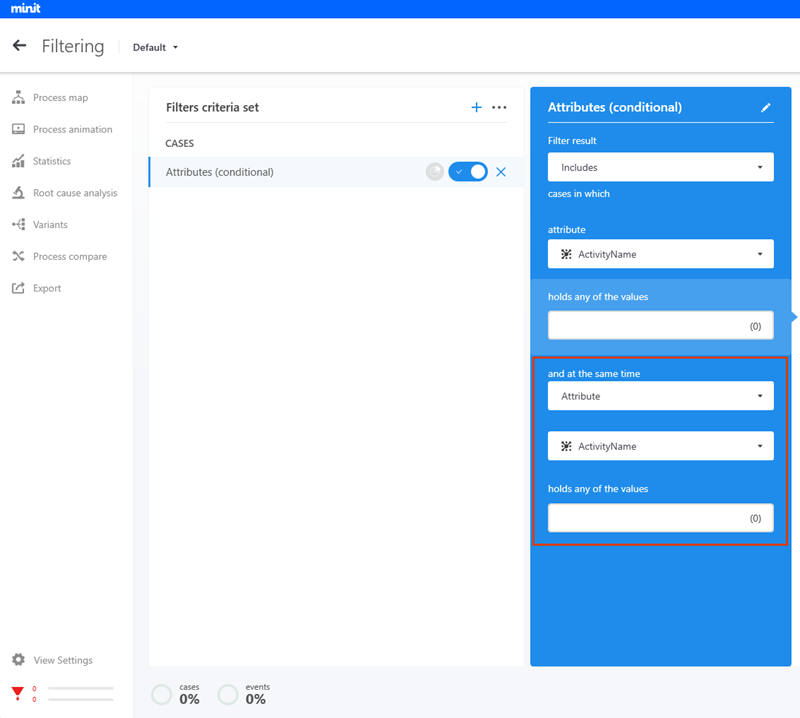 minit
Filtering
Default
Process map
Process animation
Statistics
Root cause analysis
Variants
Process compare
Export
View Settings
0
0
Filters criteria set
CASES
Attributes (conditional)
cases
0%
events
0%
Attributes (conditional)
Filter result
Includes
cases in which
attribute
ActivityName
holds any of the values
(0)
and at the same time
Attribute
ActivityName
holds any of the values
(0)